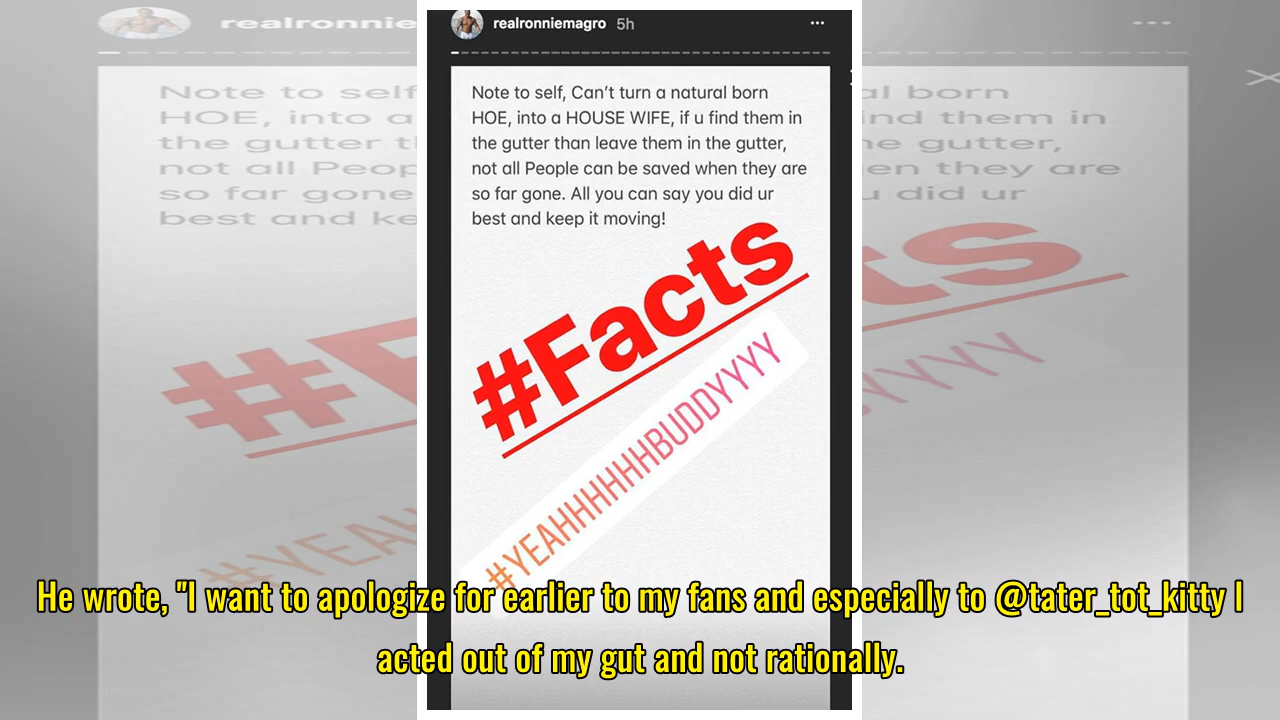 realronniemagro 5h
Note to self, Can't turn a natural born
HOE, into a HOUSE WIFE, if u find them in
the gutter than leave them in the gutter,
not all People can be saved when they are
so far gone. All you can say you did ur
best and keep it moving!
#Facts
#YEAHHHHHHBUDDYYYY
He wrote, "I want to apologize for earlier to my fans and especially to @tater_tot_kitty I
acted out of my gut and not rationally.